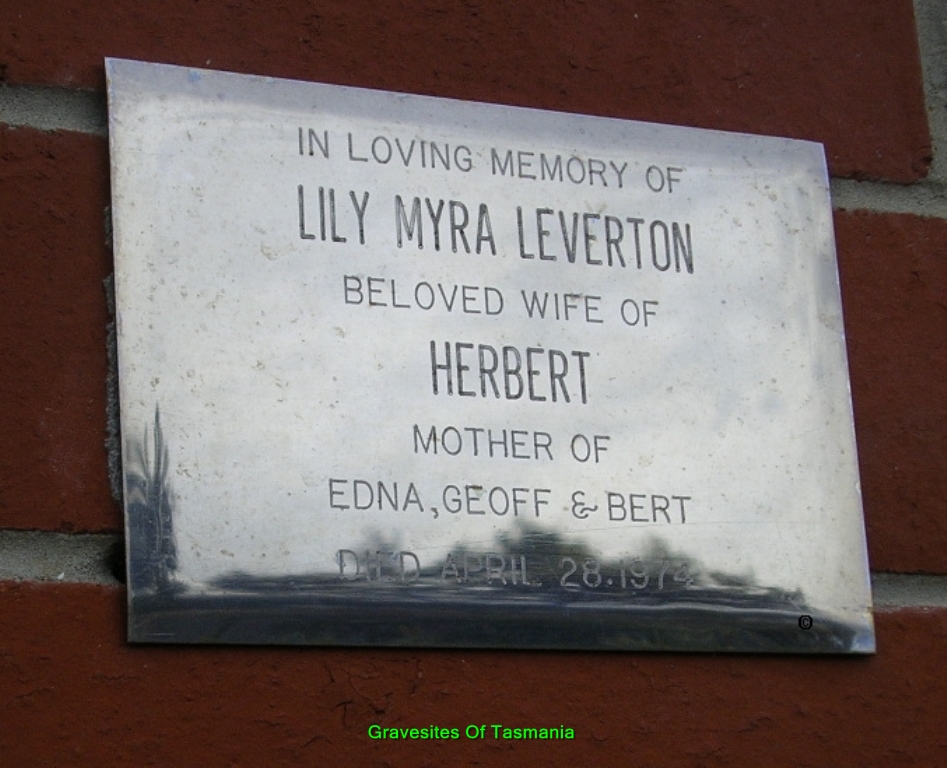 IN LOVING MEMORY OF
LILY MYRA LEVERTON
BELOVED WIFE OF
HERBERT
MOTHER OF
EDNA, GEOFF & BERT
DIED APRIL 28.1974
©
Gravesites Of Tasmania